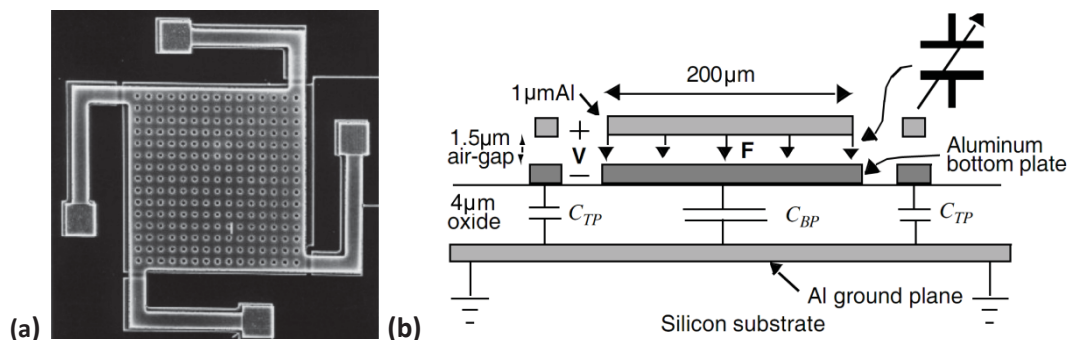 (a)
(b)
200μm
1μmAl
1.5μm
air-gap
+
V
−
F
Aluminum
bottom plate
4μm
oxide
C_TP
C_BP
C_TP
Al ground plane
Silicon substrate